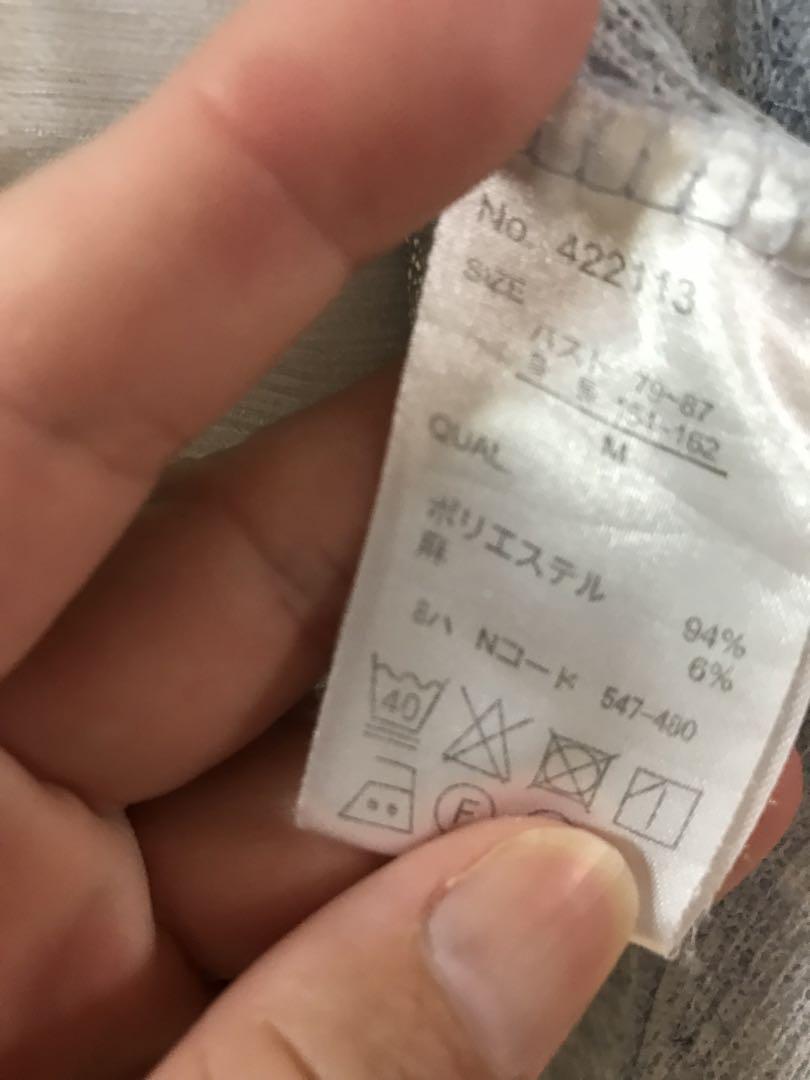 No. 422113
SIZE
バスト 79-87
身長 151-162
M
QUAL
ポリエステル 94%
麻 6%
Nコード 547-480
40
F